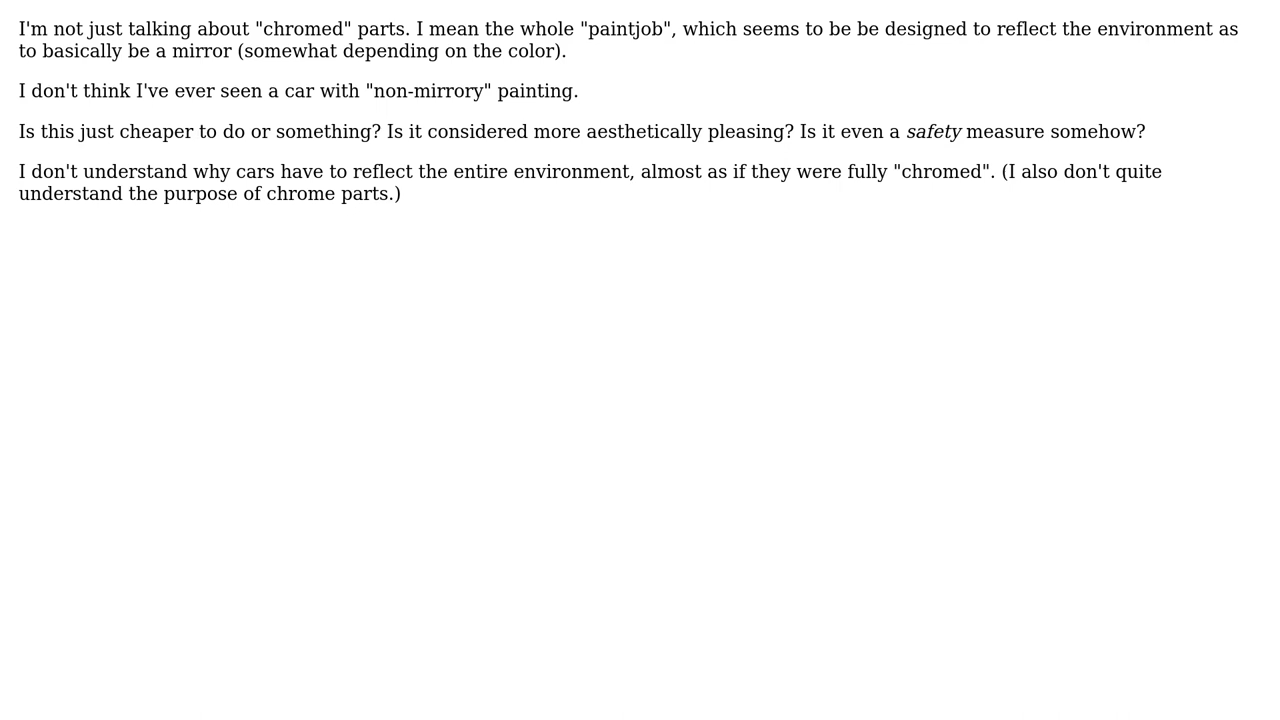 I'm not just talking about "chromed" parts. I mean the whole "paintjob", which seems to be be designed to reflect the environment as
to basically be a mirror (somewhat depending on the color).
I don't think I've ever seen a car with "non-mirrory" painting.
Is this just cheaper to do or something? Is it considered more aesthetically pleasing? Is it even a safety measure somehow?
I don't understand why cars have to reflect the entire environment, almost as if they were fully "chromed". (I also don't quite
understand the purpose of chrome parts.)